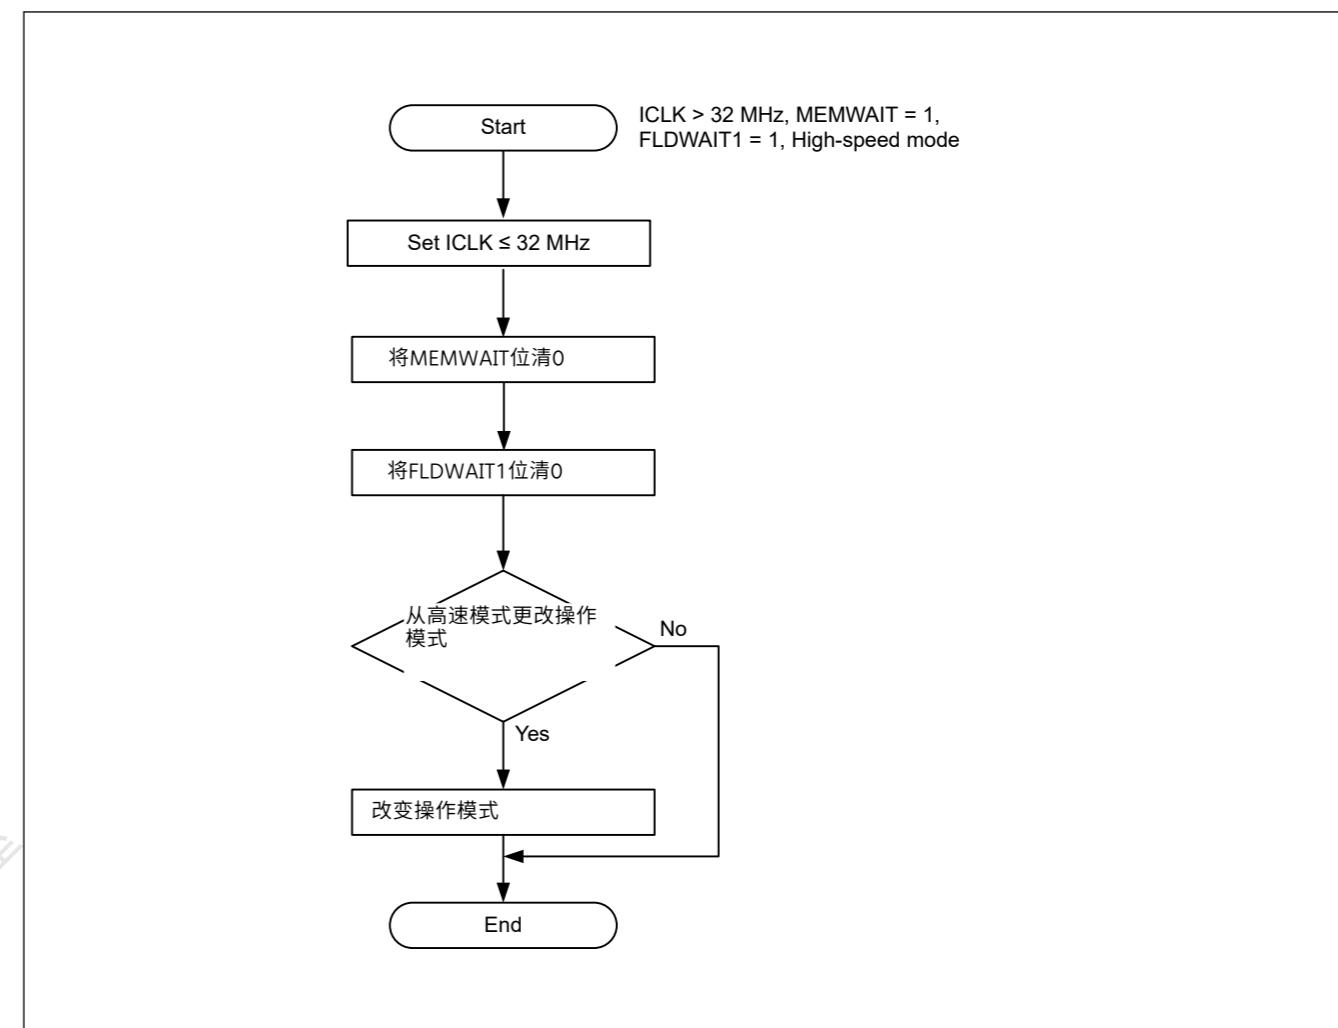 Start
ICLK > 32 MHz, MEMWAIT = 1,
FLDWAIT1 = 1, High-speed mode
Set ICLK ≤ 32 MHz
将MEMWAIT位清0
将FLDWAIT1位清0
从高速模式更改操作
模式
No
Yes
改变操作模式
End